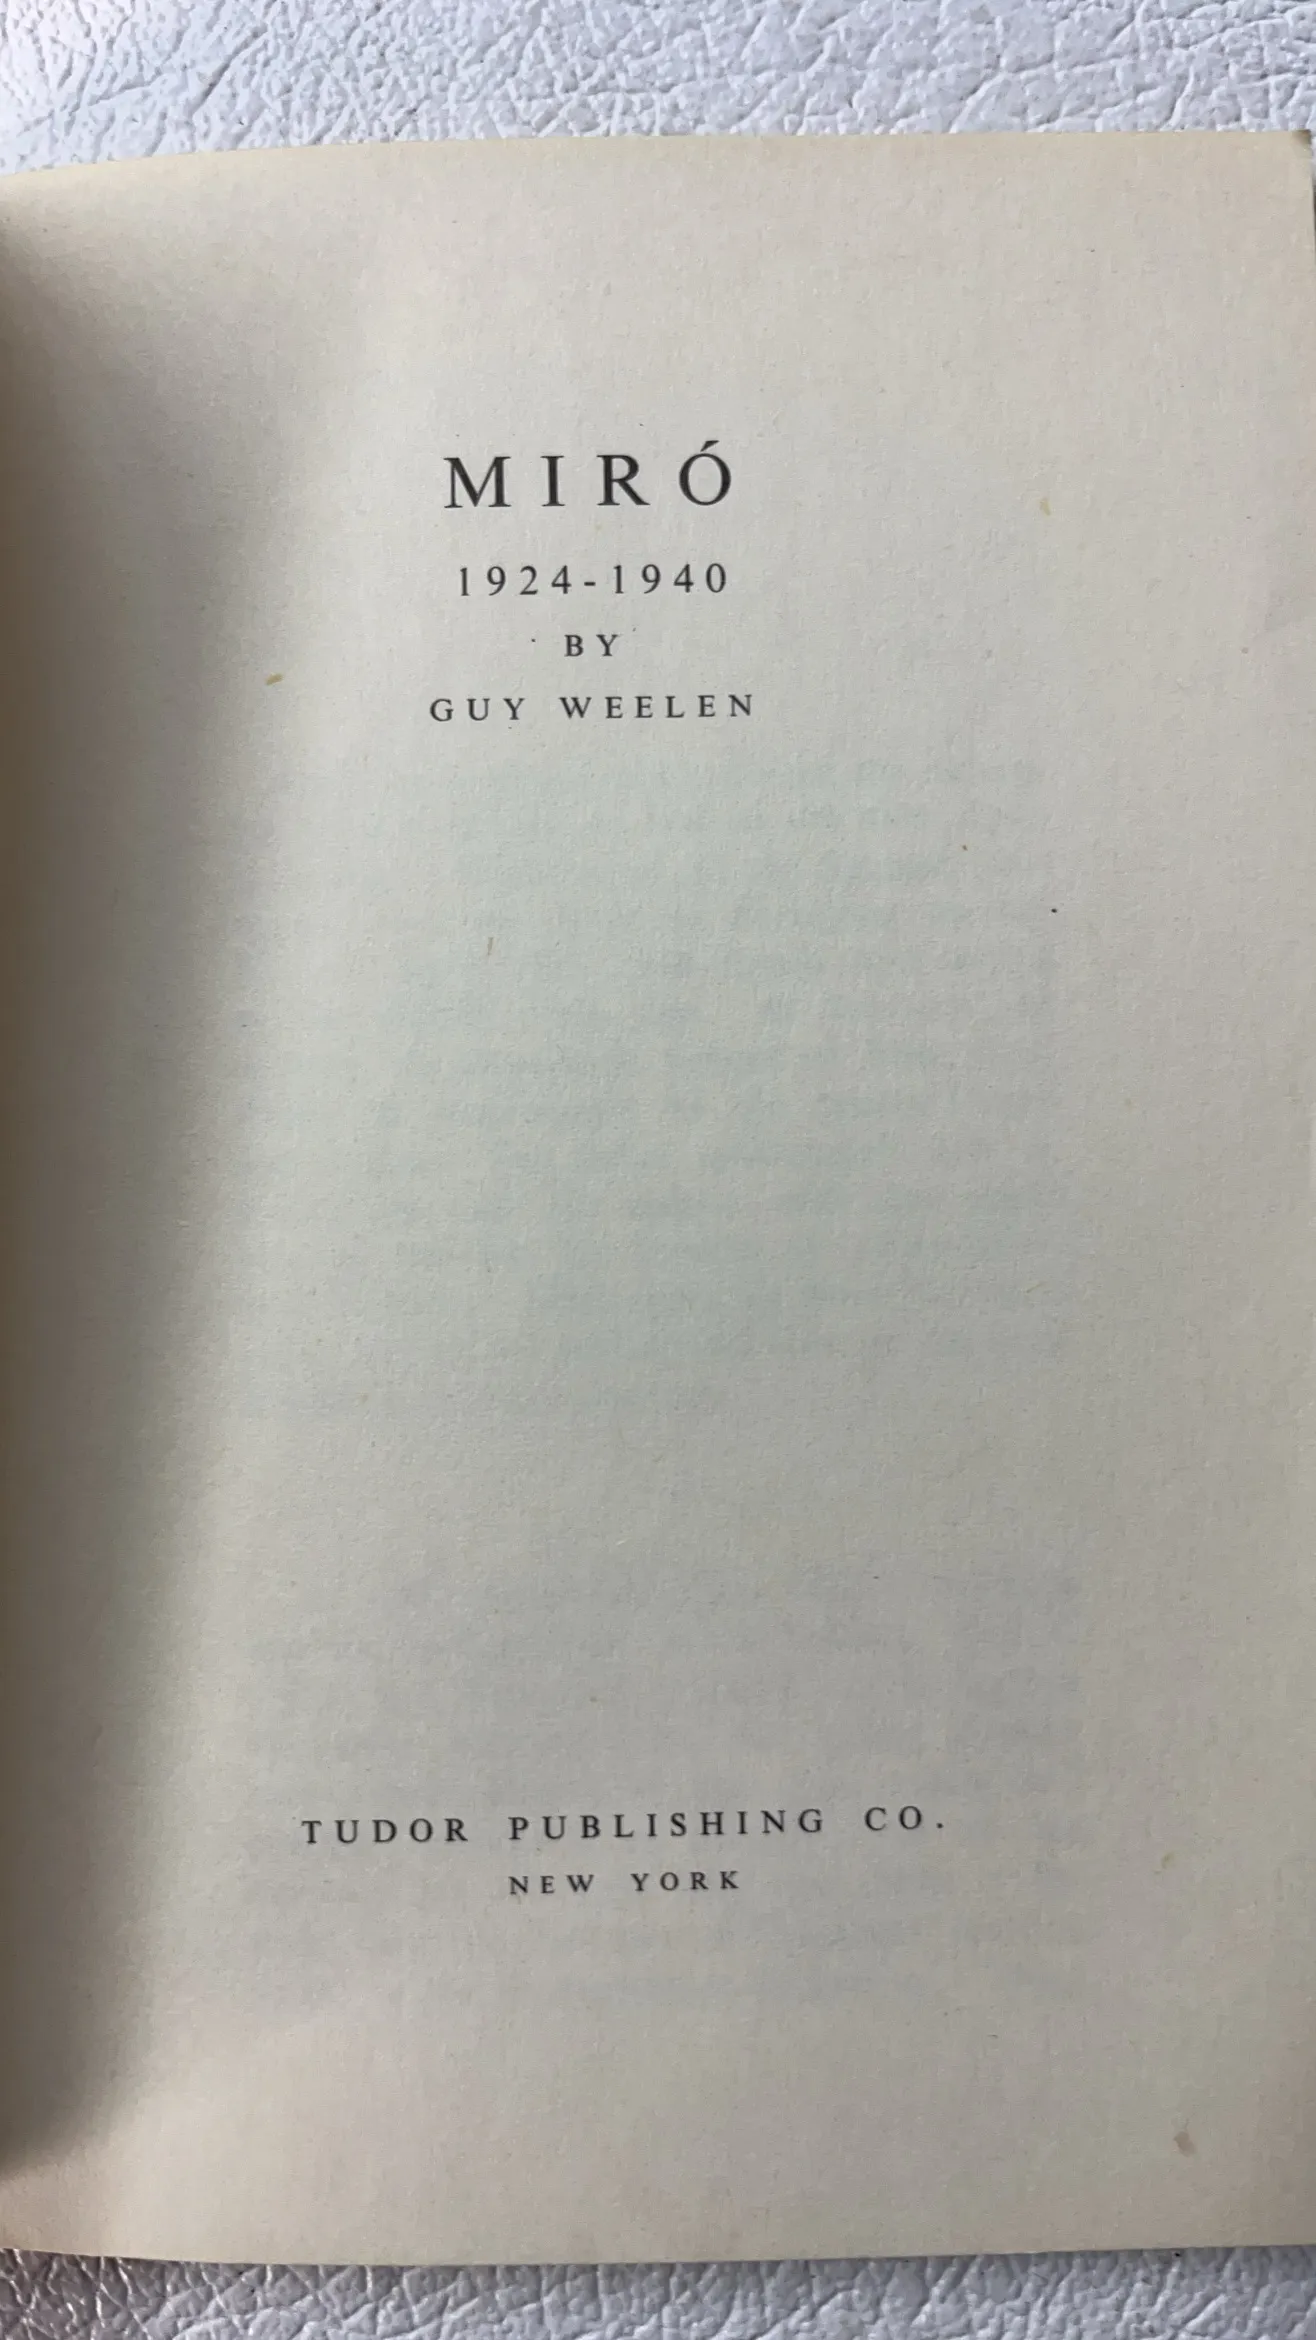 MIRÓ
1924-1940
BY
GUY WEELEN
TUDOR PUBLISHING CO.
NEW YORK